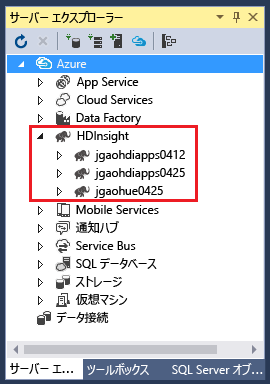 サーバー エクスプローラー
Azure
App Service
Cloud Services
Data Factory
HDInsight
jgaohdiapps0412
jgaohdiapps0425
jgaohue0425
Mobile Services
通知ハブ
Service Bus
SQL データベース
ストレージ
仮想マシン
データ接続
サーバー エ... ツールボックス SQL Server オブ...